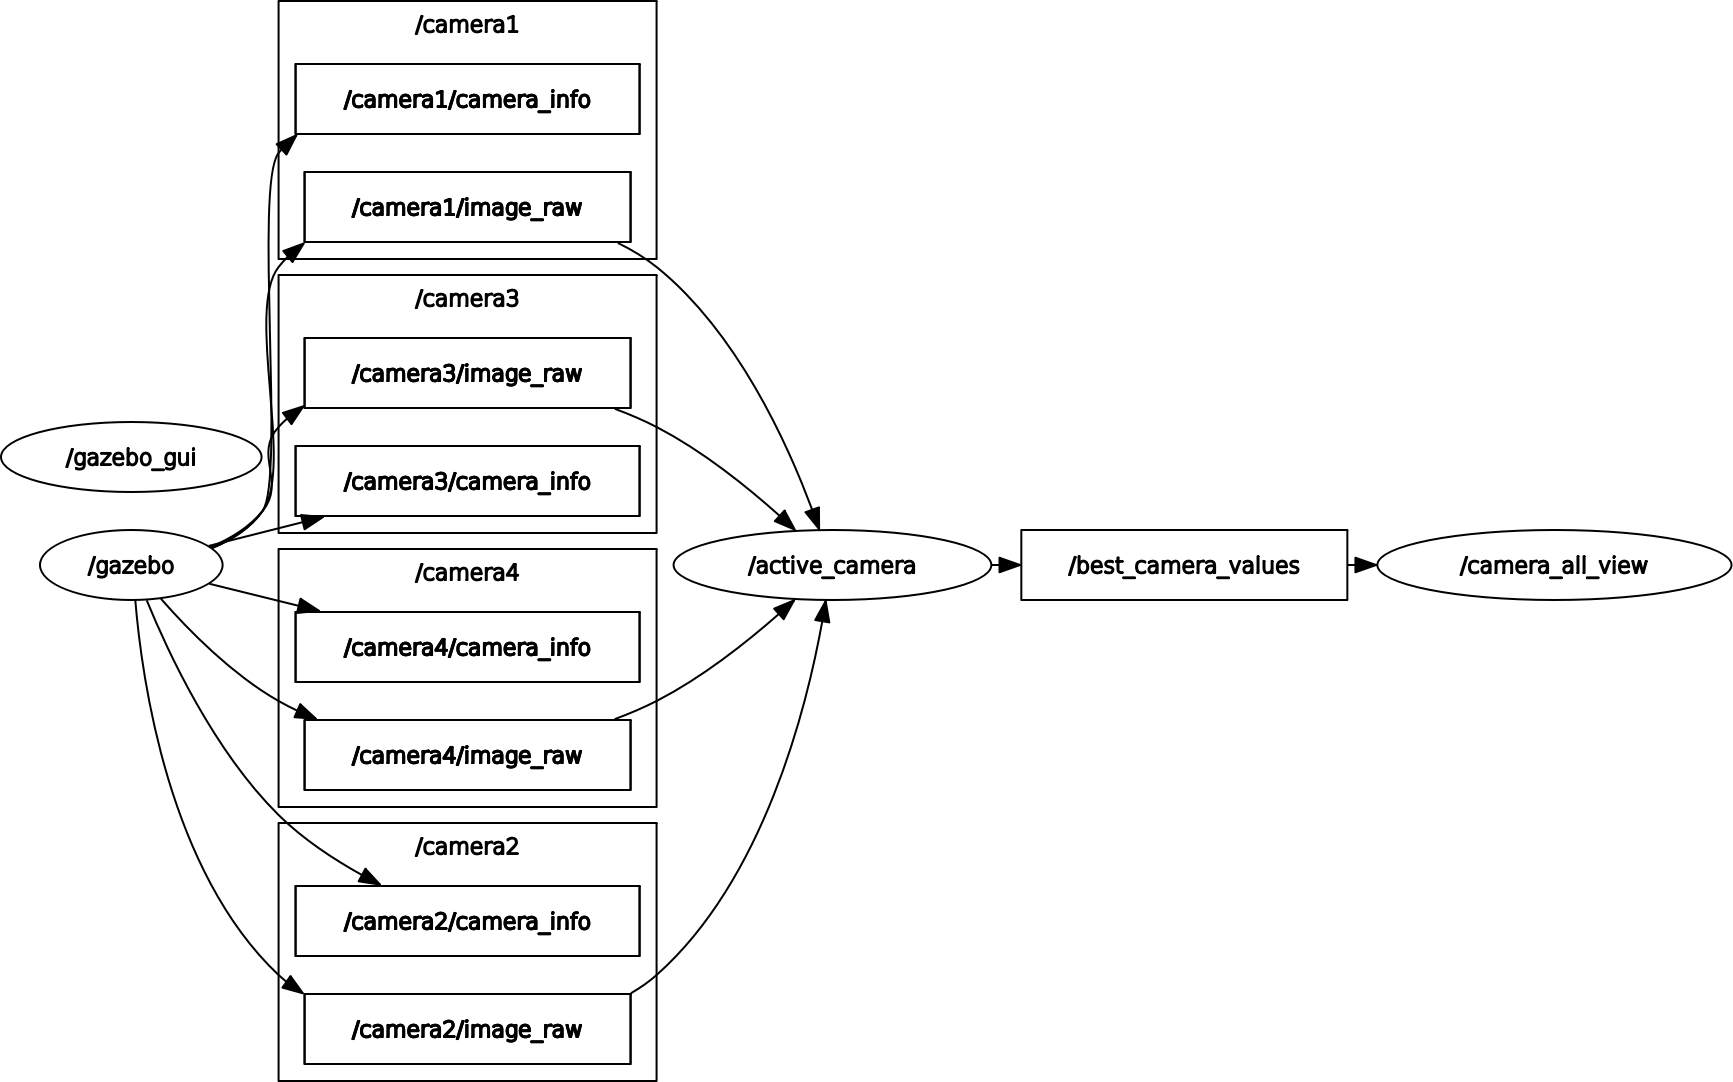 /camera1
/camera1/camera_info
/camera1/image_raw
/camera3
/camera3/image_raw
/camera3/camera_info
/gazebo_gui
/gazebo
/camera4
/camera4/camera_info
/camera4/image_raw
/camera2
/camera2/camera_info
/camera2/image_raw
/active_camera
/best_camera_values
/camera_all_view